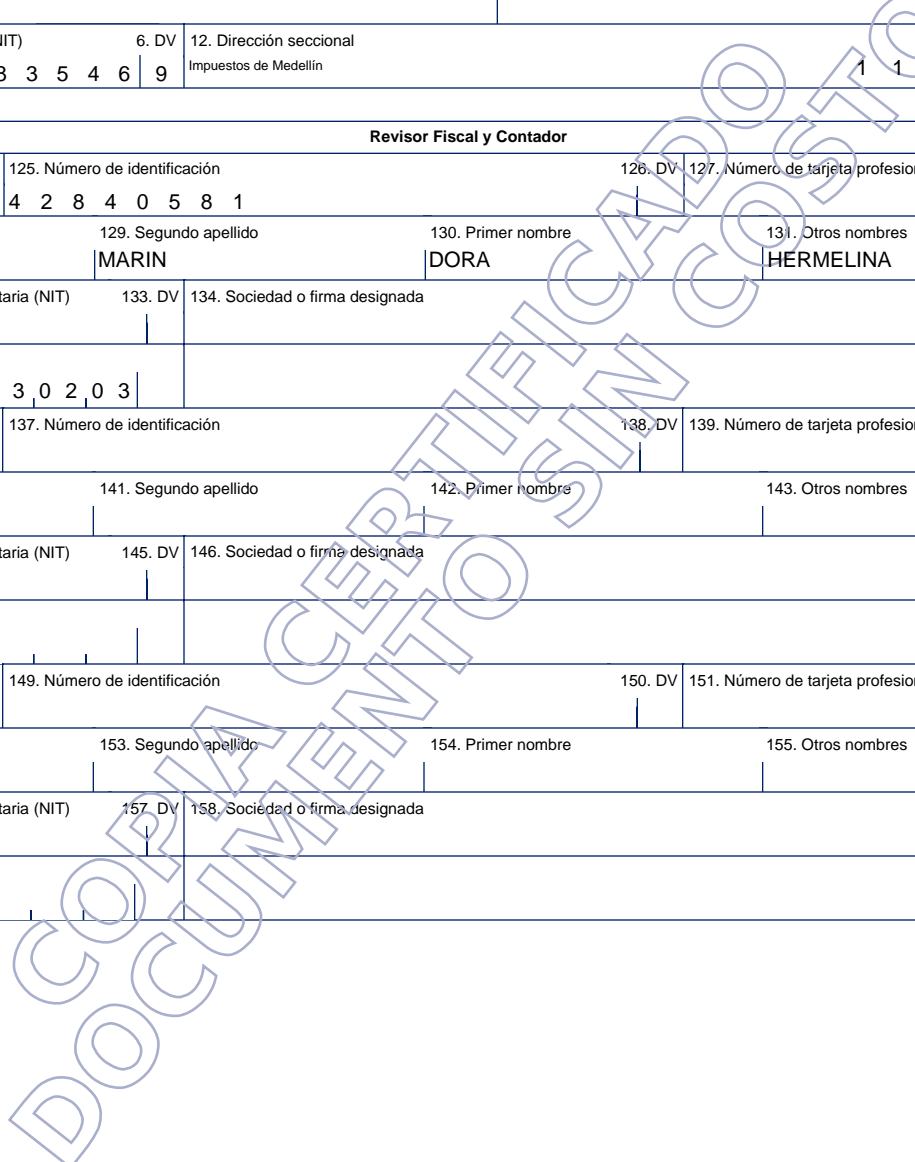 IT) 6. DV 12. Dirección seccional
3 3 5 4 6 9 Impuestos de Medellín 1 1
Revisor Fiscal y Contador
125. Número de identificación 126. DV 127. Número de tarjeta profesion
4 2 8 4 0 5 8 1
129. Segundo apellido 130. Primer nombre 131. Otros nombres
MARIN DORA HERMELINA
taria (NIT) 133. DV 134. Sociedad o firma designada
3 0 2 0 3
137. Número de identificación 138. DV 139. Número de tarjeta profesion
141. Segundo apellido 142. Primer nombre 143. Otros nombres
taria (NIT) 145. DV 146. Sociedad o firma designada
149. Número de identificación 150. DV 151. Número de tarjeta profesion
153. Segundo apellido 154. Primer nombre 155. Otros nombres
taria (NIT) 157. DV 158. Sociedad o firma designada
COPIA CERTIFICADO
DOCUMENTO SIN COSTO